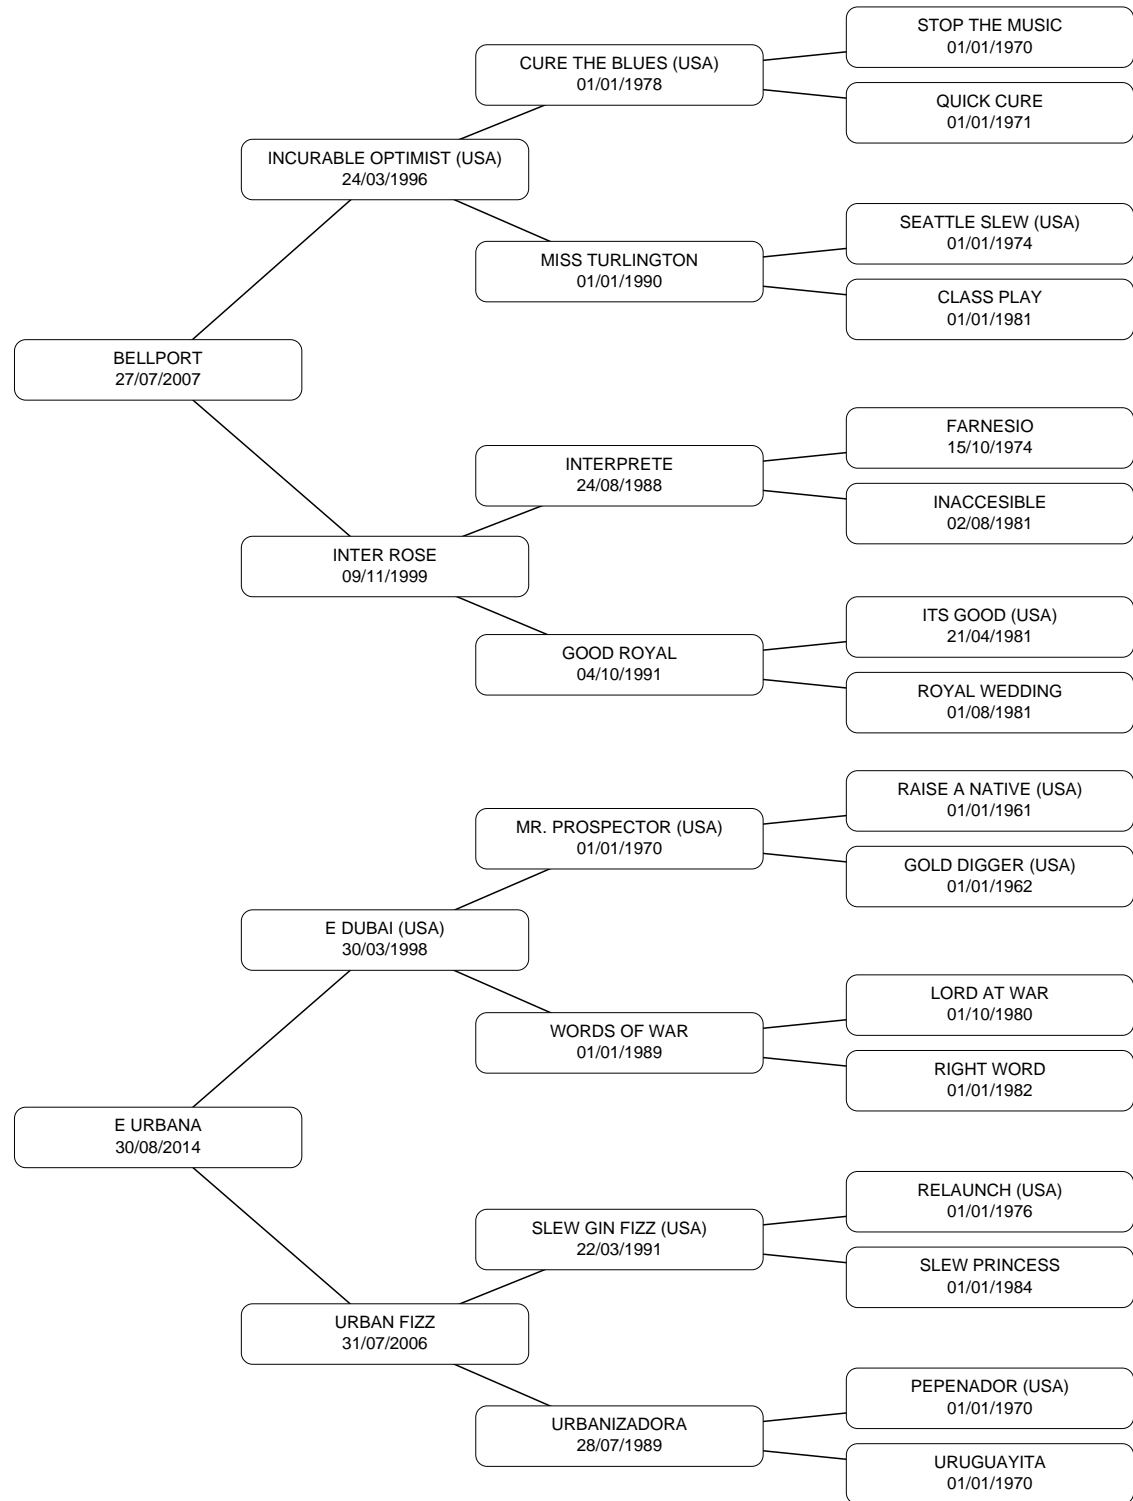 STOP THE MUSIC
01/01/1970
CURE THE BLUES (USA)
01/01/1978
QUICK CURE
01/01/1971
INCURABLE OPTIMIST (USA)
24/03/1996
SEATTLE SLEW (USA)
01/01/1974
MISS TURLINGTON
01/01/1990
CLASS PLAY
01/01/1981
BELLPORT
27/07/2007
FARNESIO
15/10/1974
INTERPRETE
24/08/1988
INACCESIBLE
02/08/1981
INTER ROSE
09/11/1999
ITS GOOD (USA)
21/04/1981
GOOD ROYAL
04/10/1991
ROYAL WEDDING
01/08/1981
RAISE A NATIVE (USA)
01/01/1961
MR. PROSPECTOR (USA)
01/01/1970
GOLD DIGGER (USA)
01/01/1962
E DUBAI (USA)
30/03/1998
LORD AT WAR
01/10/1980
WORDS OF WAR
01/01/1989
RIGHT WORD
01/01/1982
E URBANA
30/08/2014
RELAUNCH (USA)
01/01/1976
SLEW GIN FIZZ (USA)
22/03/1991
SLEW PRINCESS
01/01/1984
URBAN FIZZ
31/07/2006
PEPENADOR (USA)
01/01/1970
URBANIZADORA
28/07/1989
URUGUAYITA
01/01/1970